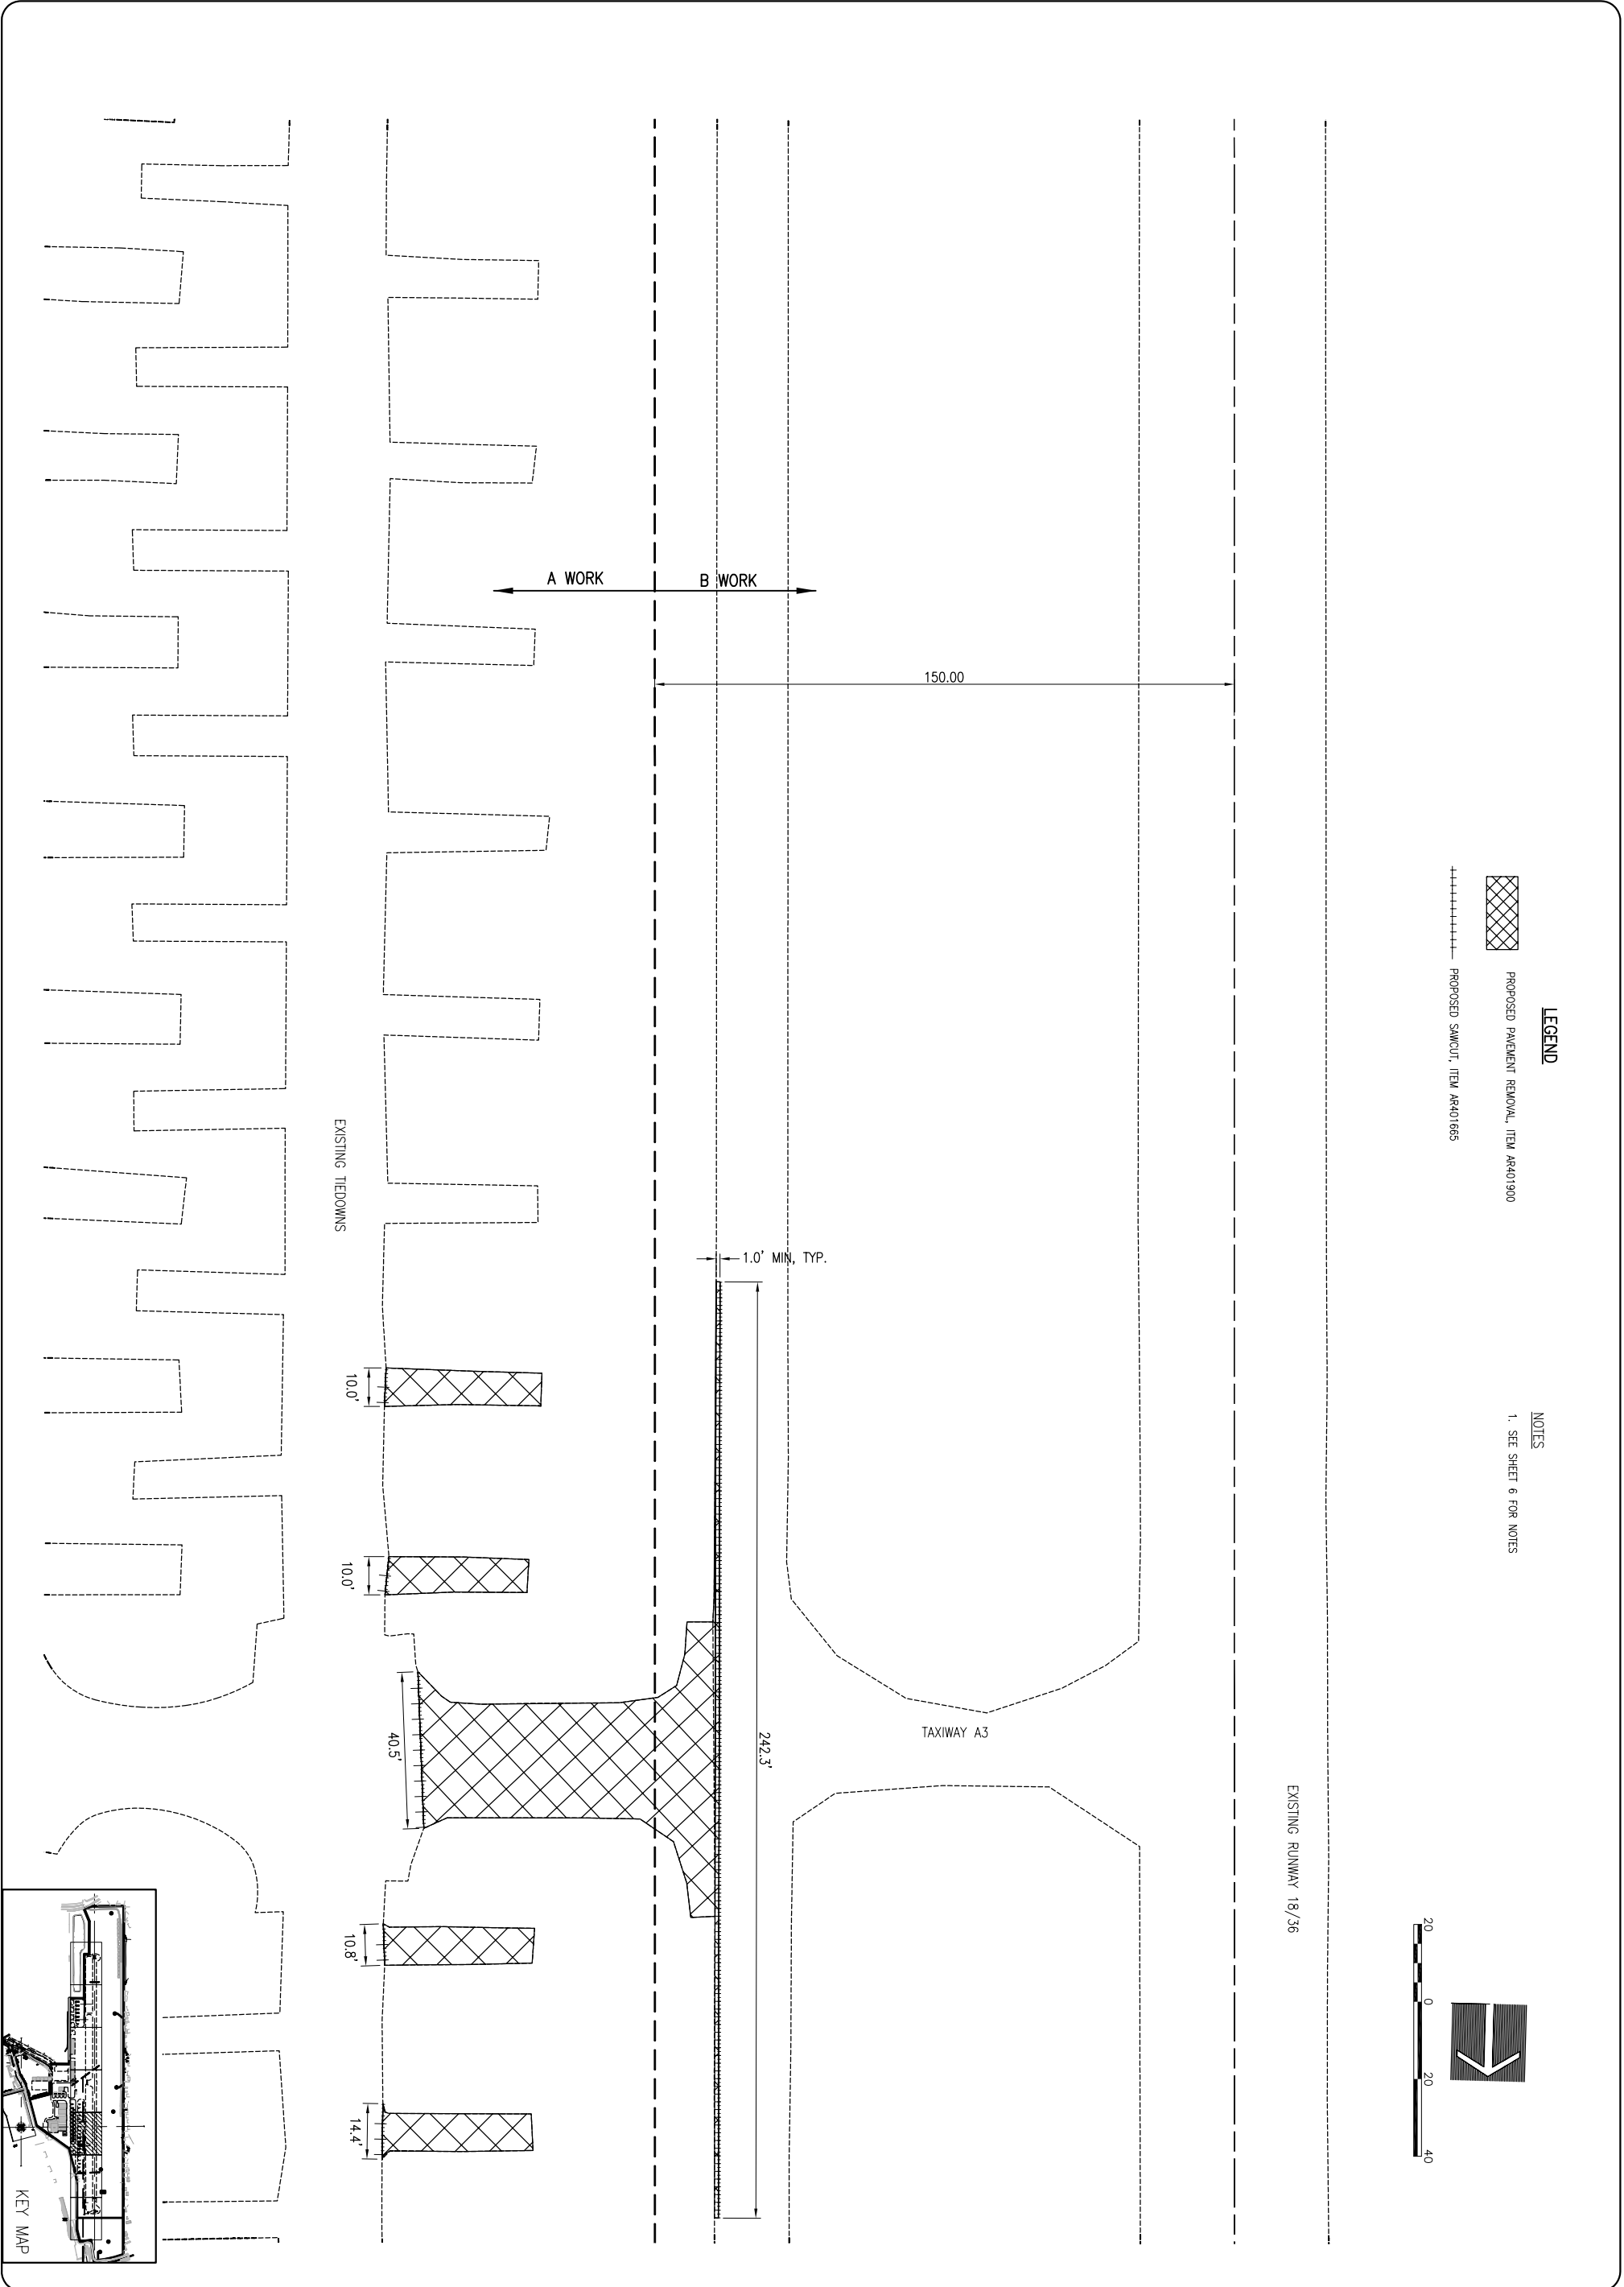 LEGEND
PROPOSED PAVEMENT REMOVAL, ITEM AR401900
PROPOSED SAWCUT, ITEM AR401665
NOTES
1. SEE SHEET 6 FOR NOTES
20 0 20 40
EXISTING RUNWAY 18/36
TAXIWAY A3
150.00
A WORK
B WORK
1.0' MIN, TYP.
242.3'
EXISTING TIEDOWNS
10.0'
10.0'
40.5'
10.8'
14.4'
KEY MAP